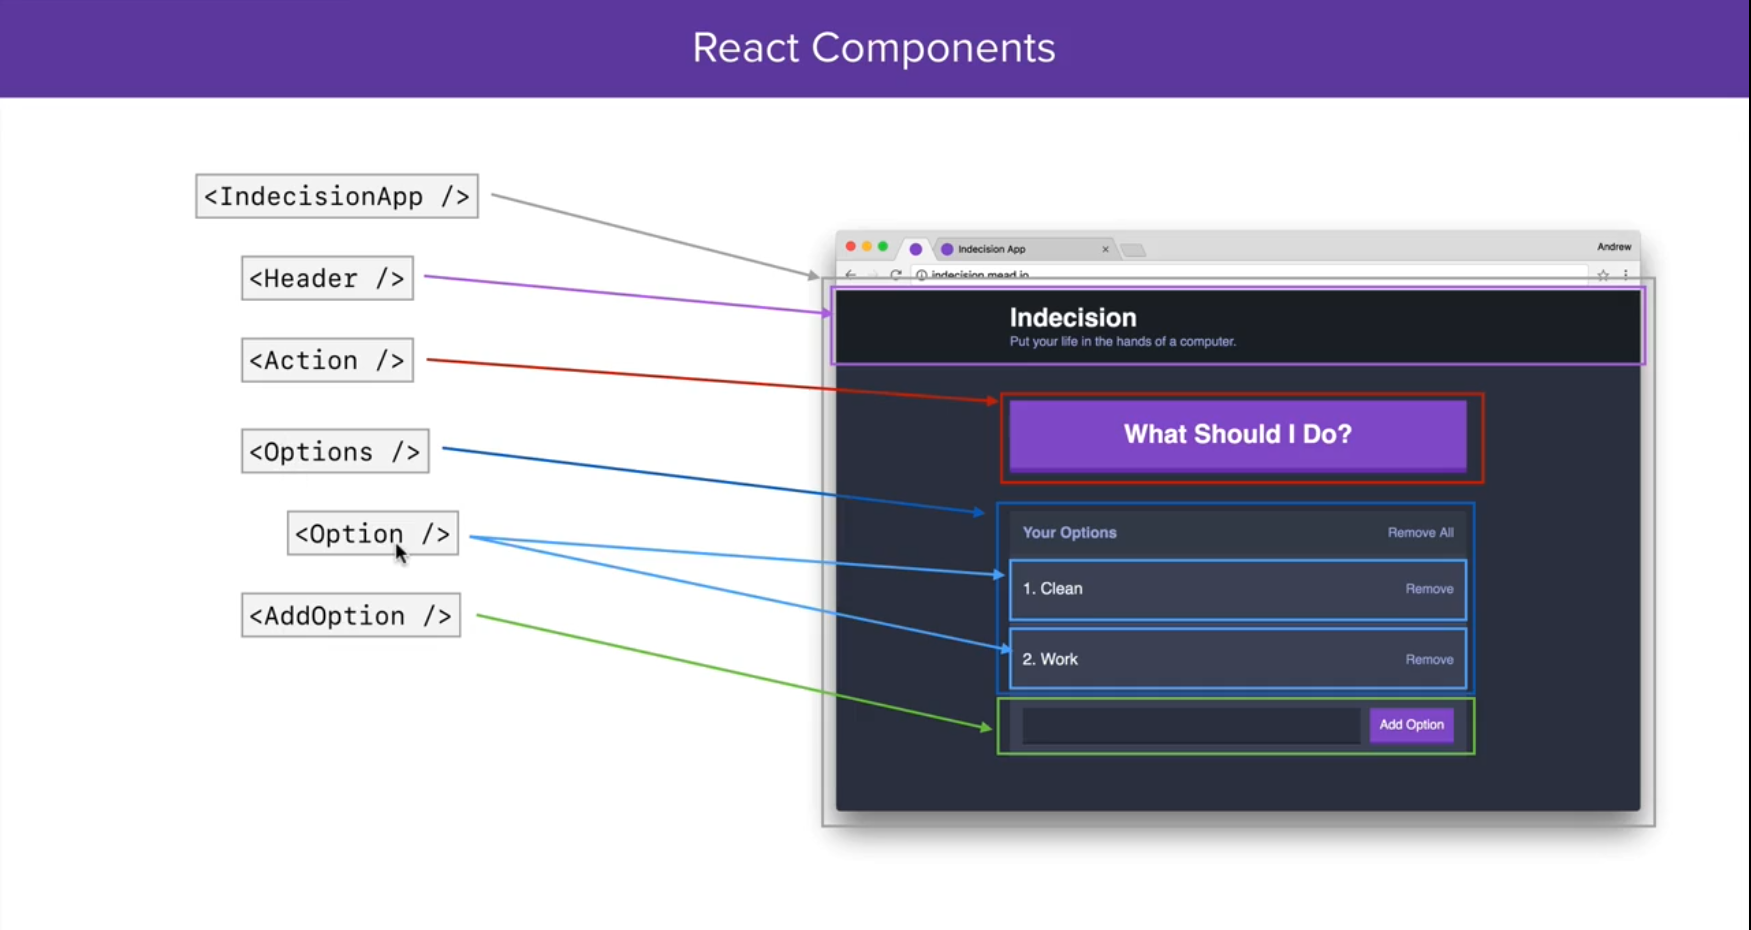 React Components
<IndecisionApp />
<Header />
<Action />
<Options />
<Option />
<AddOption />
Indecision App
Andrew
indecision.mead.io
Indecision
Put your life in the hands of a computer.
What Should I Do?
Your Options
Remove All
1. Clean
Remove
2. Work
Remove
Add Option